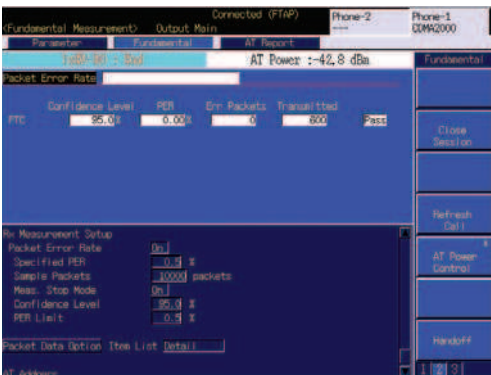 Connected (FTAP)
<Fundamental Measurement> Output Main
Phone-2
----
Phone-1
CDMA2000
Parameter Fundamental AT Report
1xEV-DO : End AT Power :-42.8 dBm
Fundamental
Packet Error Rate
Confidence Level PER Err Packets Transmitted
FTC 95.0% 0.00% 0 600 Pass
Close
Session
Refresh
Call
AT Power
Control
Handoff
Rx Measurement Setup
Packet Error Rate On
Specified PER 0.5 %
Sample Packets 10000 packets
Meas. Stop Mode On
Confidence Level 95.0 %
PER Limit 0.5 %
Packet Data Option Item List Detail
AT Address
1 2 3